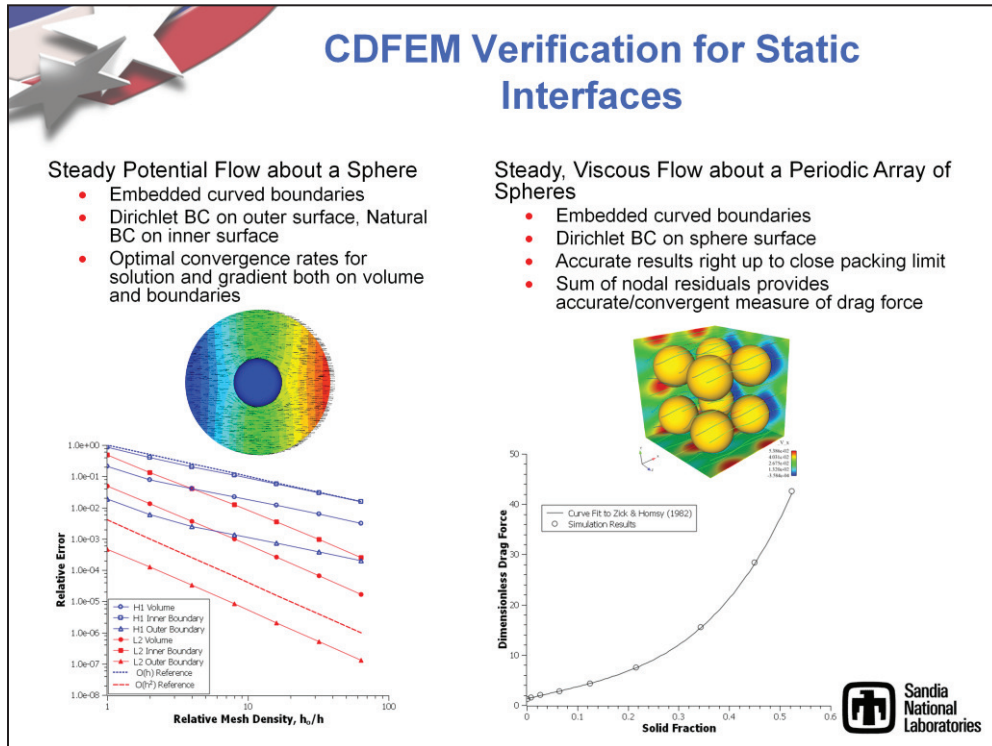 CDFEM Verification for Static
Interfaces
Steady Potential Flow about a Sphere
• Embedded curved boundaries
• Dirichlet BC on outer surface, Natural
BC on inner surface
• Optimal convergence rates for
solution and gradient both on volume
and boundaries
1.0e+00
1.0e-01
1.0e-02
1.0e-03
1.0e-04
1.0e-05
1.0e-06
1.0e-07
1.0e-08
Relative Error
H1 Volume
H1 Inner Boundary
H1 Outer Boundary
L2 Volume
L2 Inner Boundary
L2 Outer Boundary
O(h) Reference
O(h²) Reference
1 10 100
Relative Mesh Density, h₀/h
Steady, Viscous Flow about a Periodic Array of
Spheres
• Embedded curved boundaries
• Dirichlet BC on sphere surface
• Accurate results right up to close packing limit
• Sum of nodal residuals provides
accurate/convergent measure of drag force
50
40
30
20
10
0
Dimensionless Drag Force
Curve Fit to Zick & Homsy (1982)
Simulation Results
0 0.1 0.2 0.3 0.4 0.5 0.6
Solid Fraction
Sandia
National
Laboratories